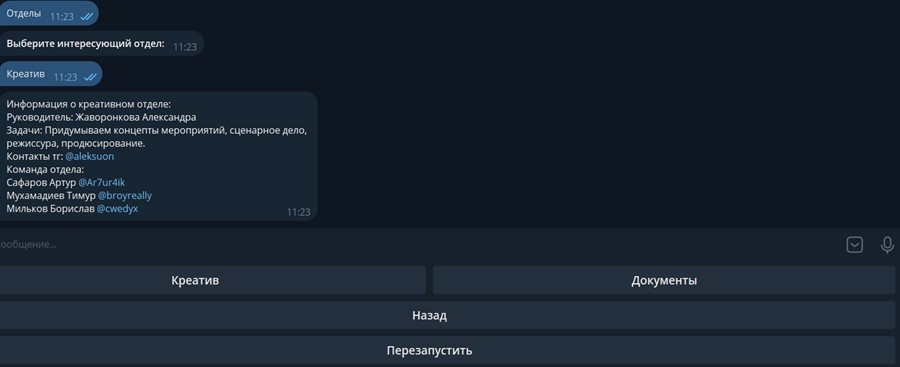 Отделы 11:23
Выберите интересующий отдел: 11:23
Креатив 11:23
Информация о креативном отделе:
Руководитель: Жаворонкова Александра
Задачи: Придумываем концепты мероприятий, сценарное дело,
режиссура, продюсирование.
Контакты тг: @aleksuon
Команда отдела:
Сафаров Артур @Ar7ur4ik
Мухамадиев Тимур @broyreally
Мильков Борислав @cwedyx
11:23
ообщение...
Креатив Документы
Назад
Перезапустить